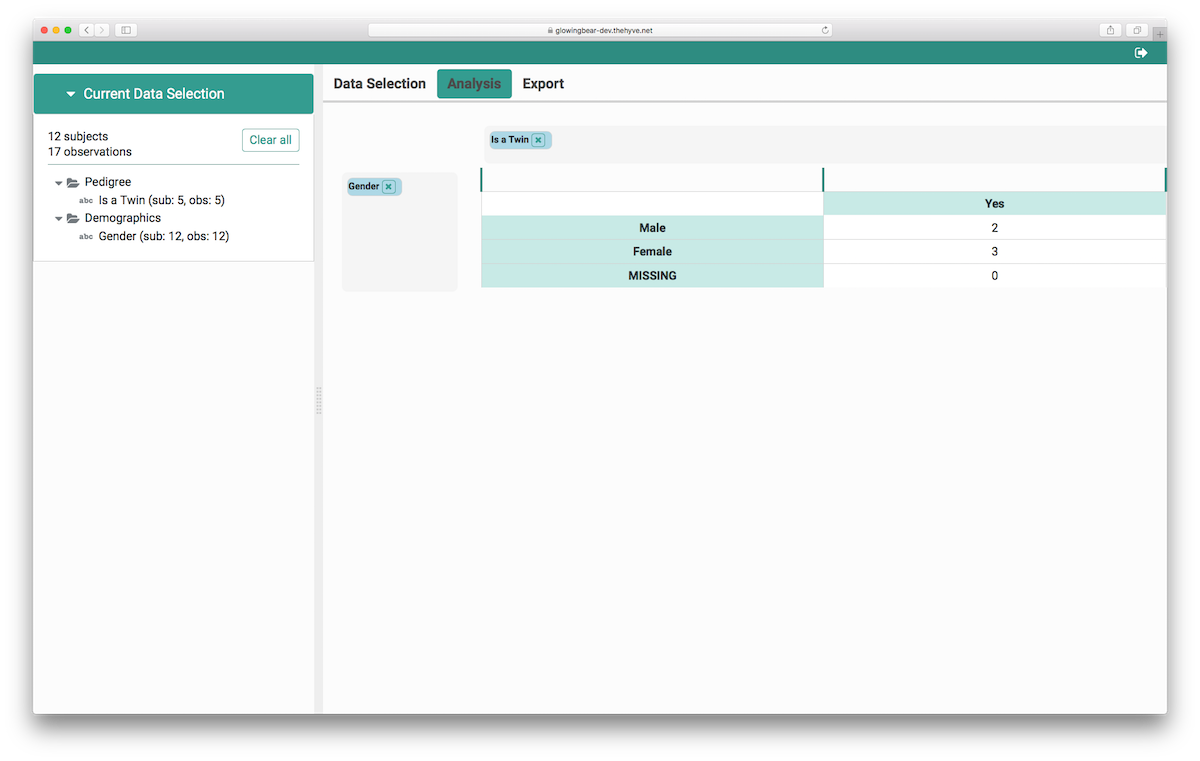 glowingbear-dev.thehyve.net
Current Data Selection
12 subjects
17 observations
Clear all
Pedigree
abc Is a Twin (sub: 5, obs: 5)
Demographics
abc Gender (sub: 12, obs: 12)
Data Selection Analysis Export
Is a Twin
Gender
Yes
Male 2
Female 3
MISSING 0